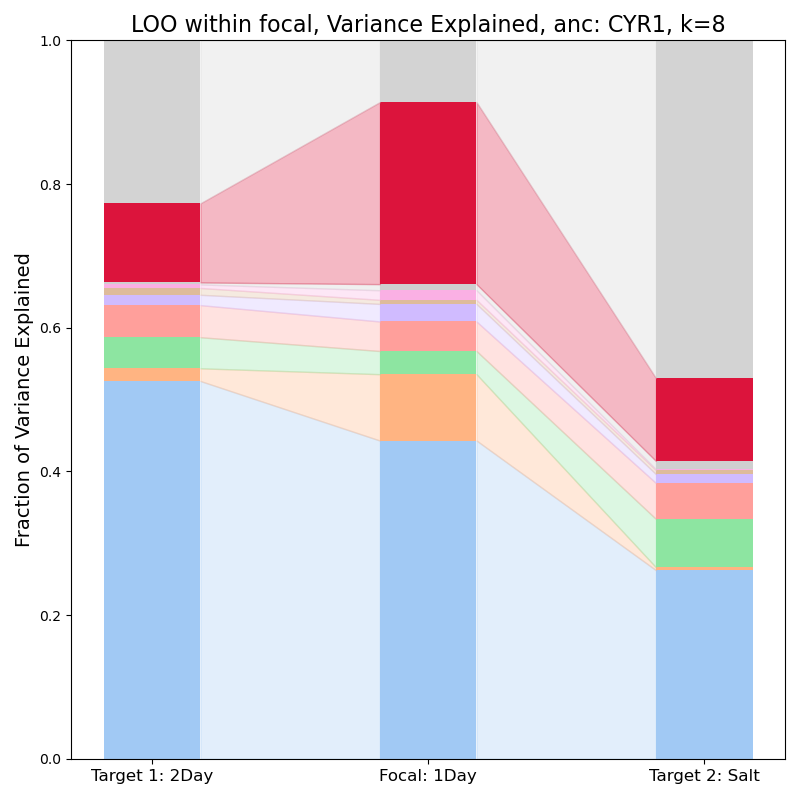 LOO within focal, Variance Explained, anc: CYR1, k=8
Fraction of Variance Explained
1.0
0.8
0.6
0.4
0.2
0.0
Target 1: 2Day
Focal: 1Day
Target 2: Salt